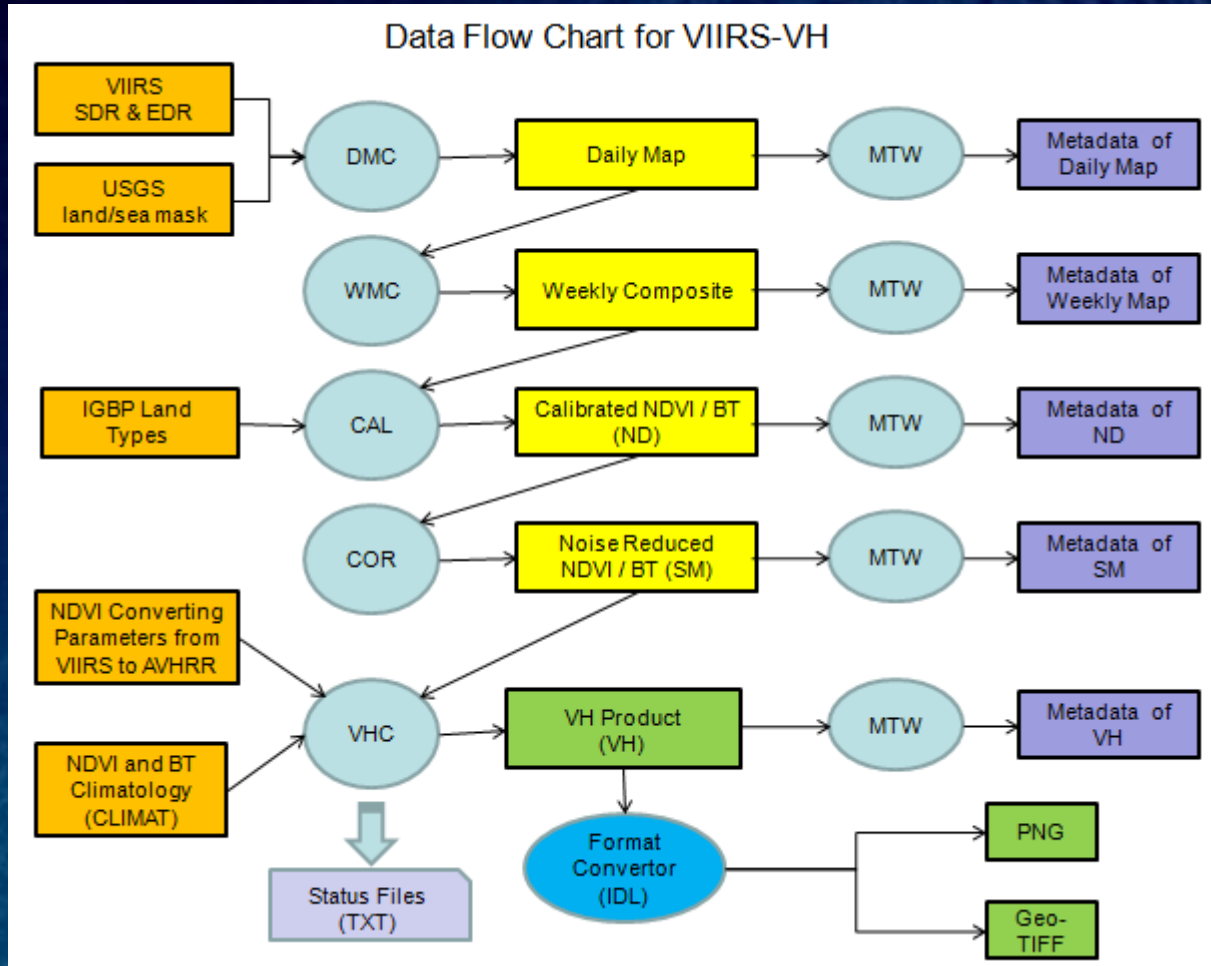 Data Flow Chart for VIIRS-VH
VIIRS
SDR & EDR
USGS
land/sea mask
DMC
Daily Map
MTW
Metadata of
Daily Map
WMC
Weekly Composite
MTW
Metadata of
Weekly Map
IGBP Land
Types
CAL
Calibrated NDVI / BT
(ND)
MTW
Metadata of
ND
COR
Noise Reduced
NDVI / BT (SM)
MTW
Metadata of
SM
NDVI Converting
Parameters from
VIIRS to AVHRR
NDVI and BT
Climatology
(CLIMAT)
VHC
VH Product
(VH)
MTW
Metadata of
VH
Status Files
(TXT)
Format
Convertor
(IDL)
PNG
Geo-
TIFF